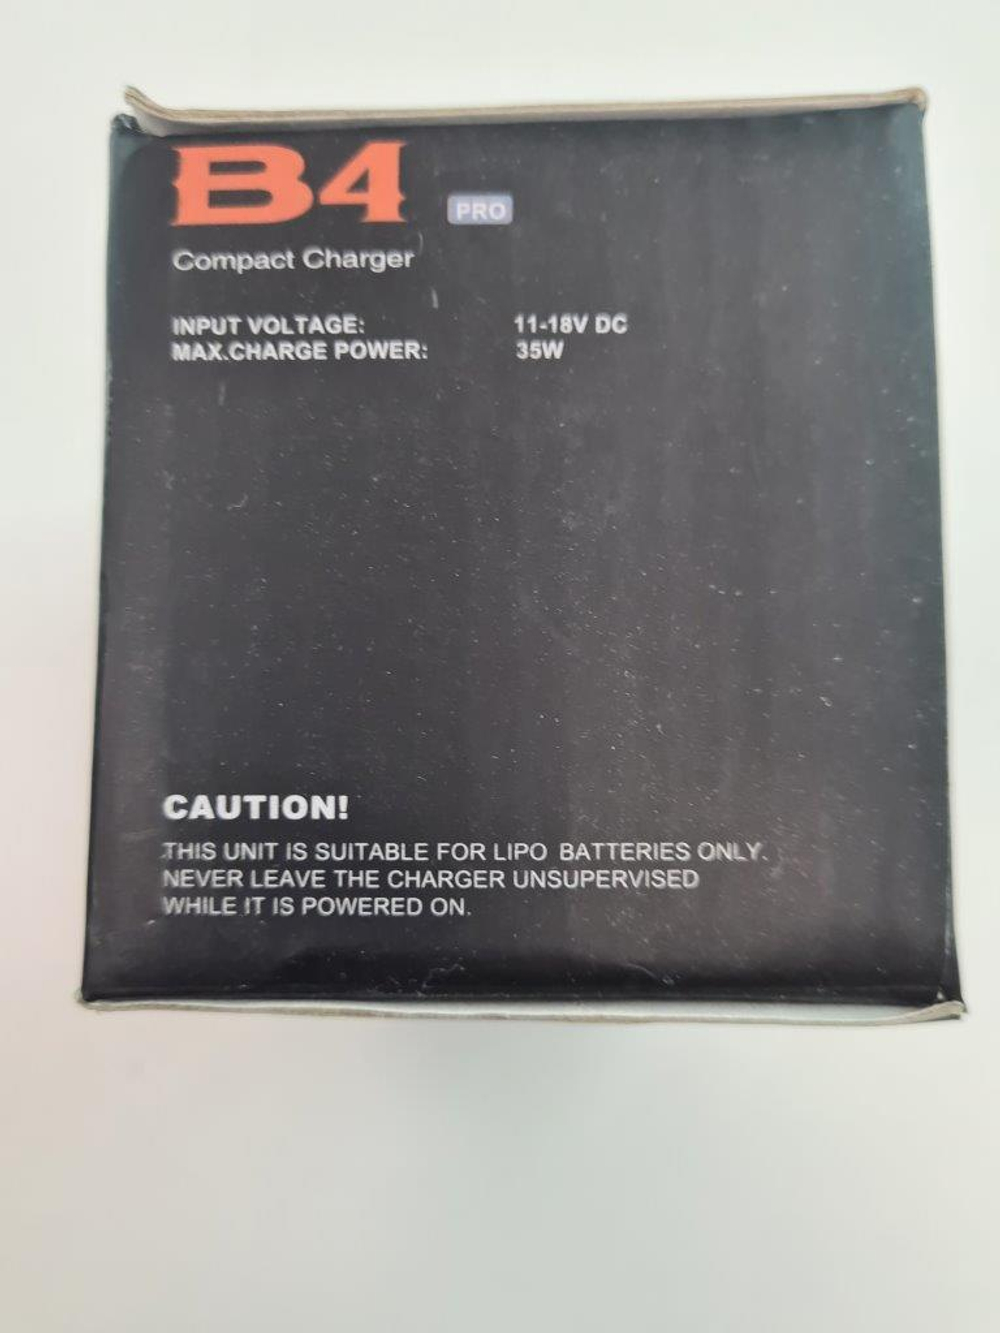 B4 PRO
Compact Charger
INPUT VOLTAGE: 11-18V DC
MAX.CHARGE POWER: 35W
CAUTION!
THIS UNIT IS SUITABLE FOR LIPO BATTERIES ONLY.
NEVER LEAVE THE CHARGER UNSUPERVISED
WHILE IT IS POWERED ON.